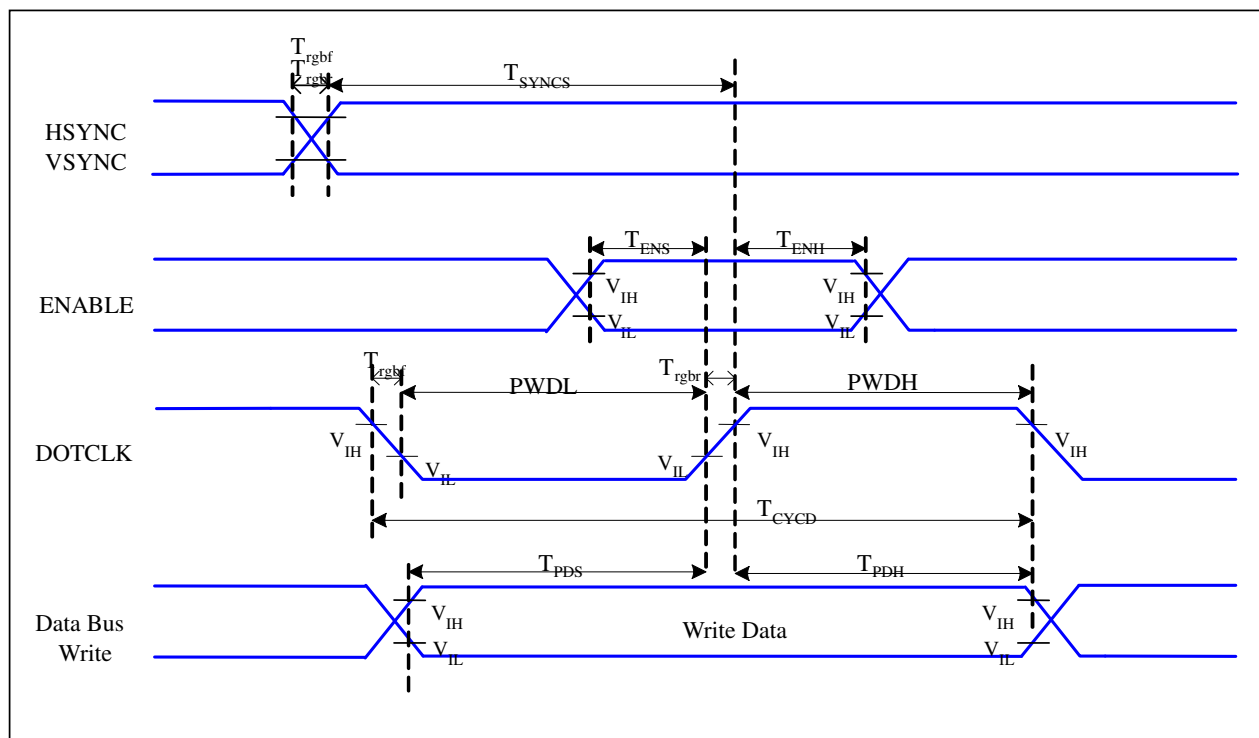 Trgbf
Trgbr
TSYNCS
HSYNC
VSYNC
TENS
TENH
VIH
VIH
ENABLE
VIL
VIL
Trgbf
PWDL
Trgbr
PWDH
VIH
VIH
VIH
DOTCLK
VIL
VIL
TCYCD
TPDS
TPDH
VIH
VIH
Data Bus
Write
Write Data
VIL
VIL